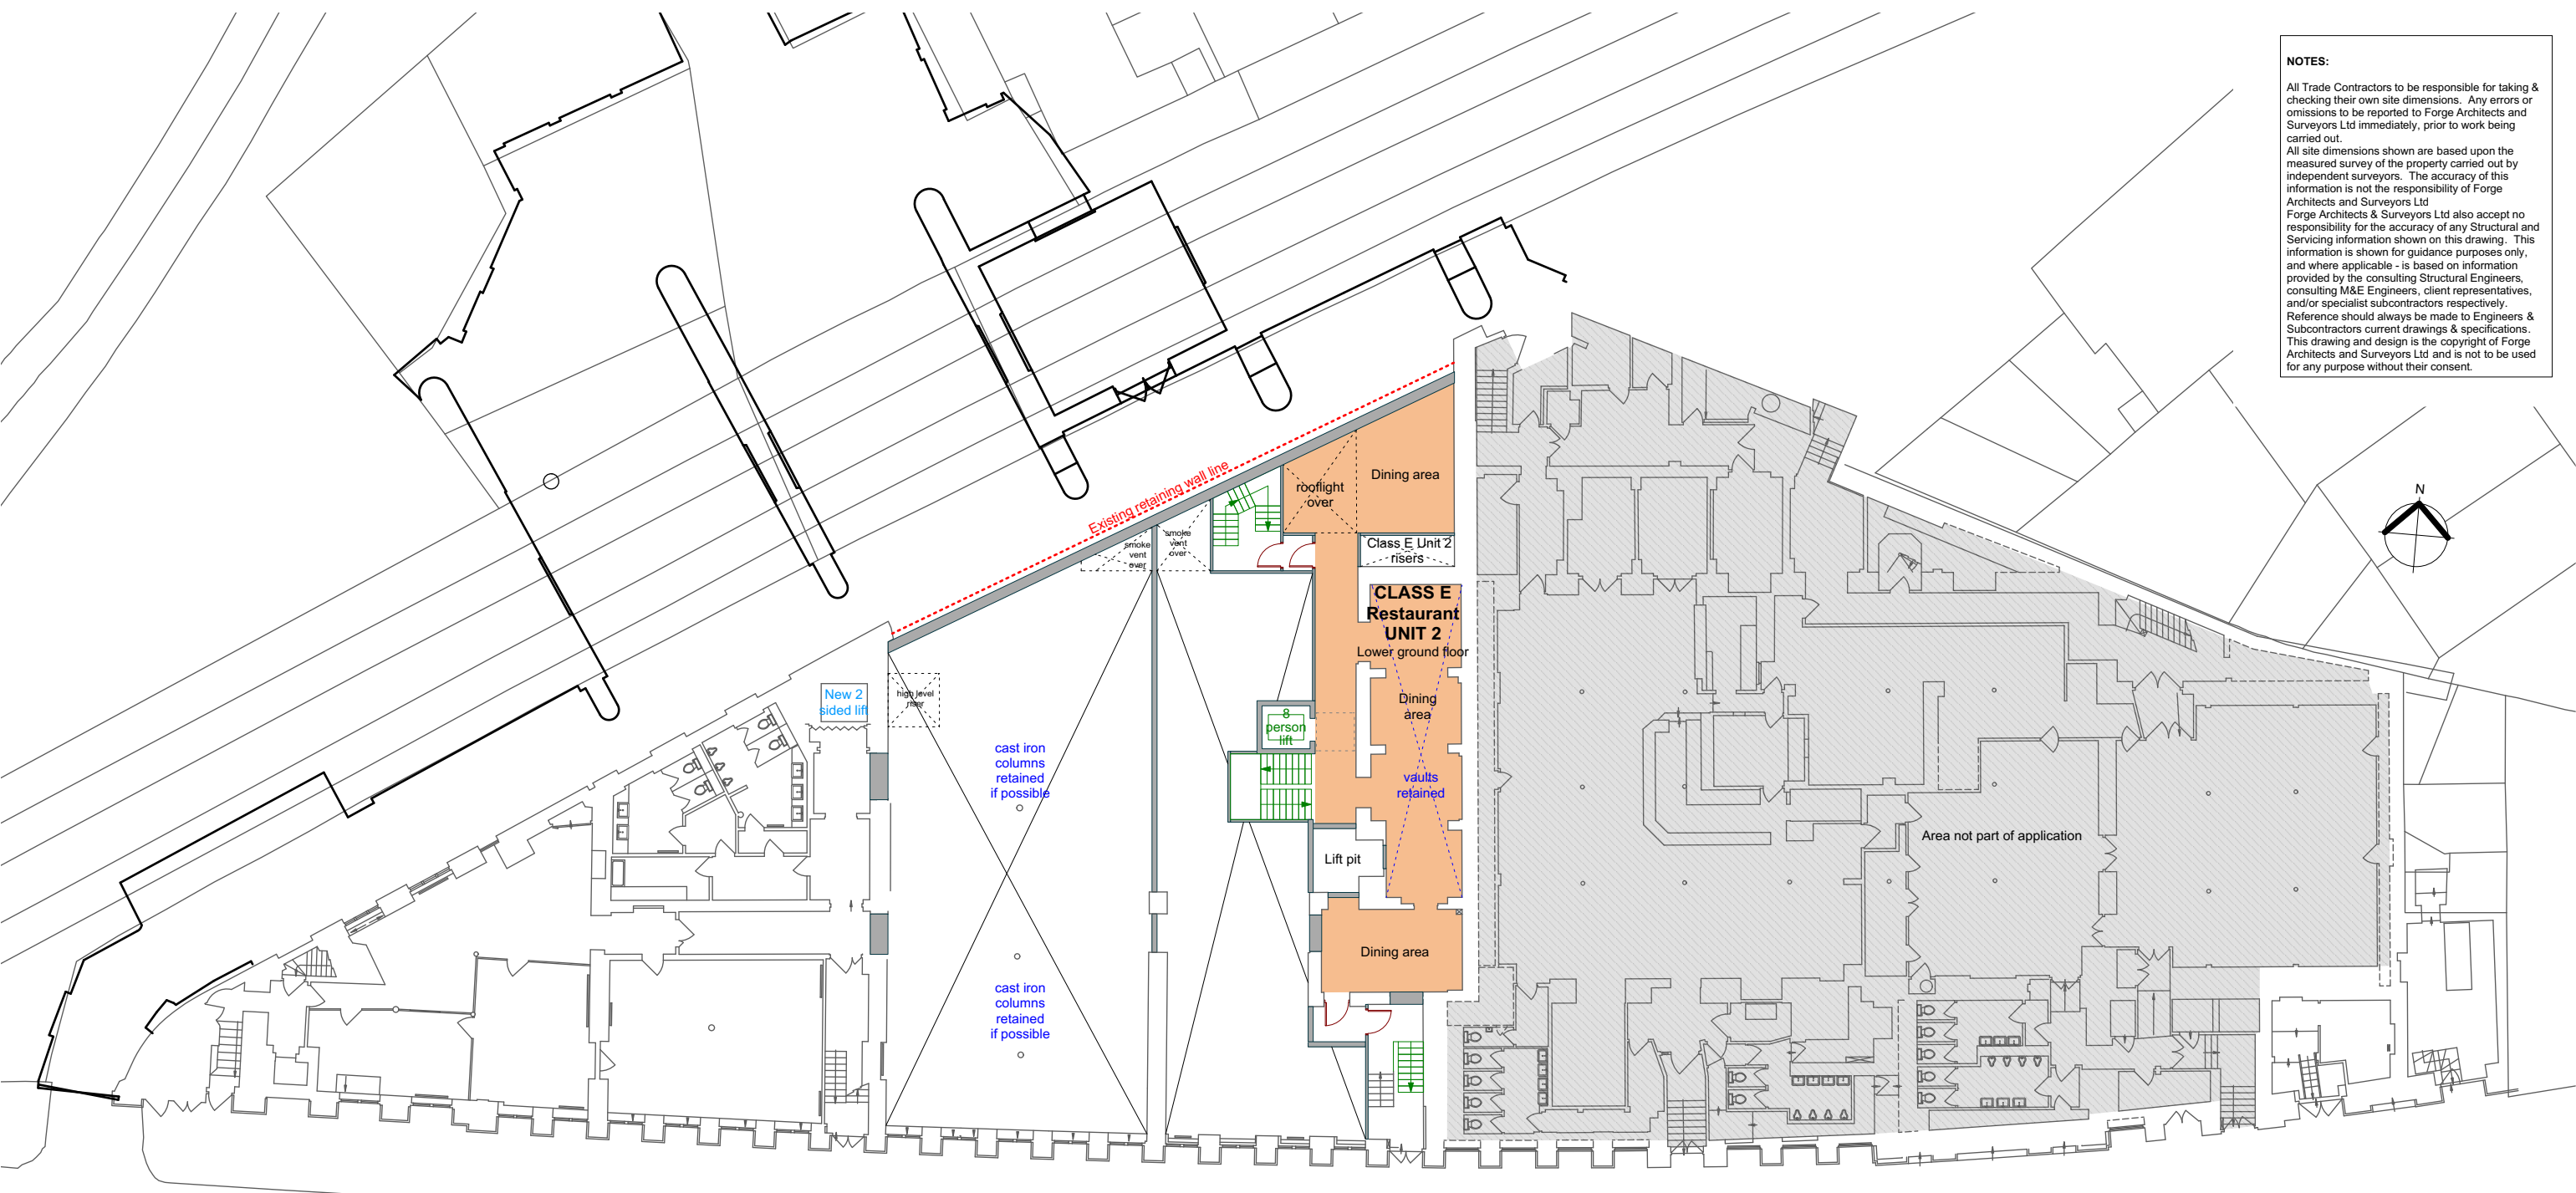 NOTES:
All Trade Contractors to be responsible for taking &
checking their own site dimensions. Any errors or
omissions to be reported to Forge Architects and
Surveyors Ltd immediately, prior to work being
carried out.
All site dimensions shown are based upon the
measured survey of the property carried out by
independent surveyors. The accuracy of this
information is not the responsibility of Forge
Architects and Surveyors Ltd
Forge Architects & Surveyors Ltd also accept no
responsibility for the accuracy of any Structural and
Servicing information shown on this drawing. This
information is shown for guidance purposes only,
and where applicable - is based on information
provided by the consulting Structural Engineers,
consulting M&E Engineers, client representatives,
and/or specialist subcontractors respectively.
Reference should always be made to Engineers &
Subcontractors current drawings & specifications.
This drawing and design is the copyright of Forge
Architects and Surveyors Ltd and is not to be used
for any purpose without their consent.
N
Existing retaining wall line
Dining area
rooflight
over
smoke
vent
over
smoke
vent
over
Class E Unit 2
risers
CLASS E
Restaurant
UNIT 2
Lower ground floor
New 2
sided lift
high level
riser
Dining
area
8
person
lift
cast iron
columns
retained
if possible
vaults
retained
Area not part of application
Lift pit
Dining area
cast iron
columns
retained
if possible